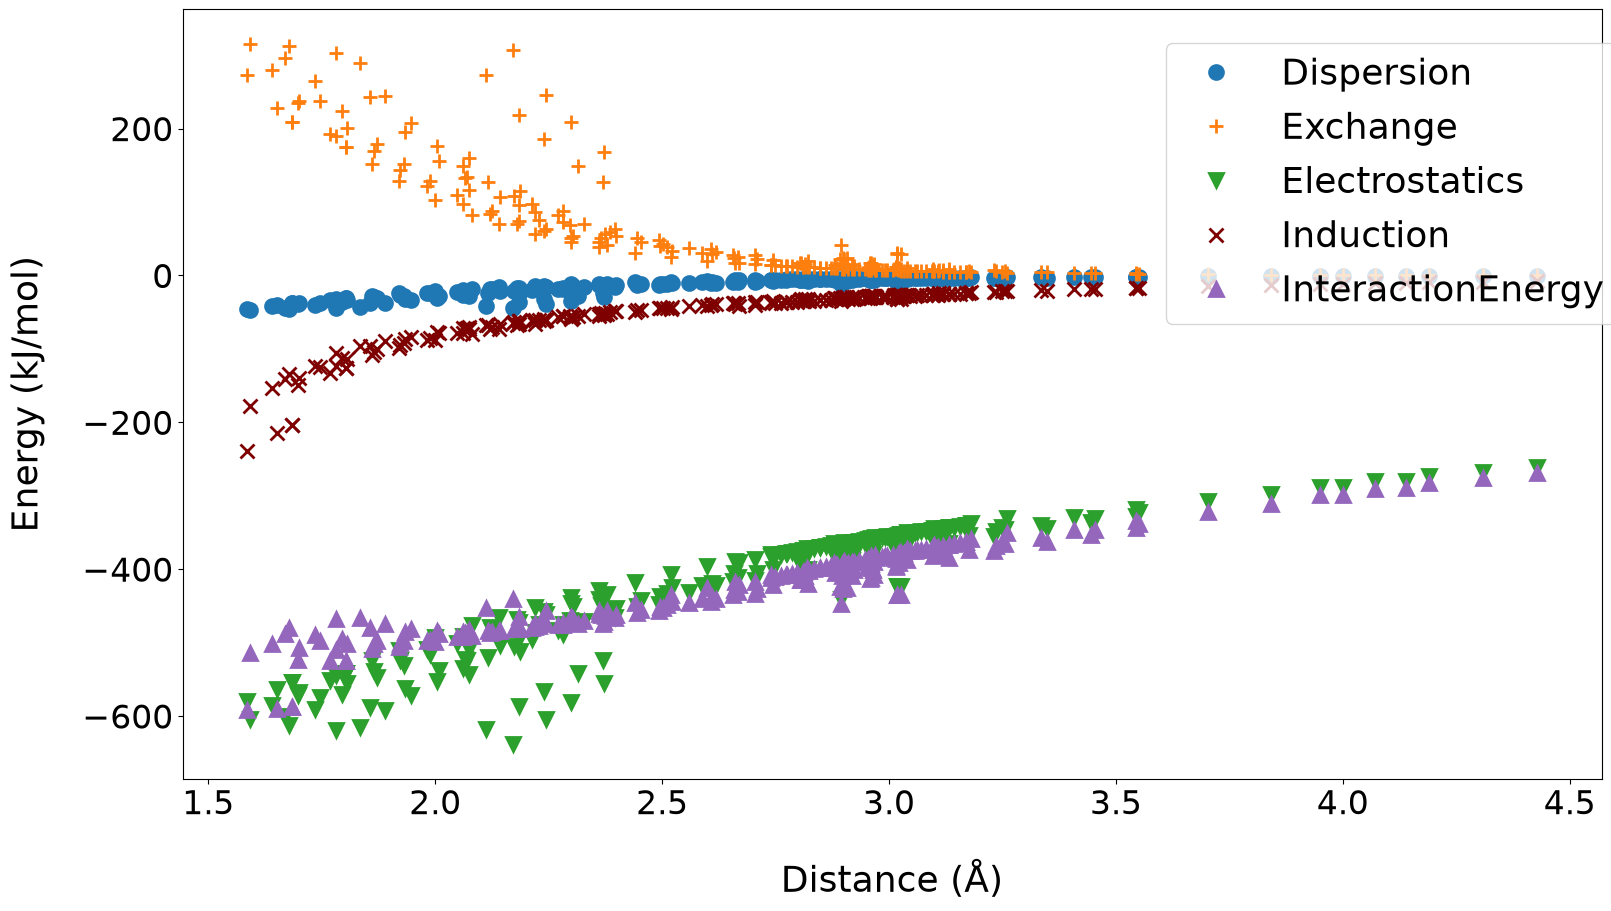 Energy (kJ/mol)
200
0
−200
−400
−600
Dispersion
Exchange
Electrostatics
Induction
InteractionEnergy
1.5 2.0 2.5 3.0 3.5 4.0 4.5
Distance (Å)